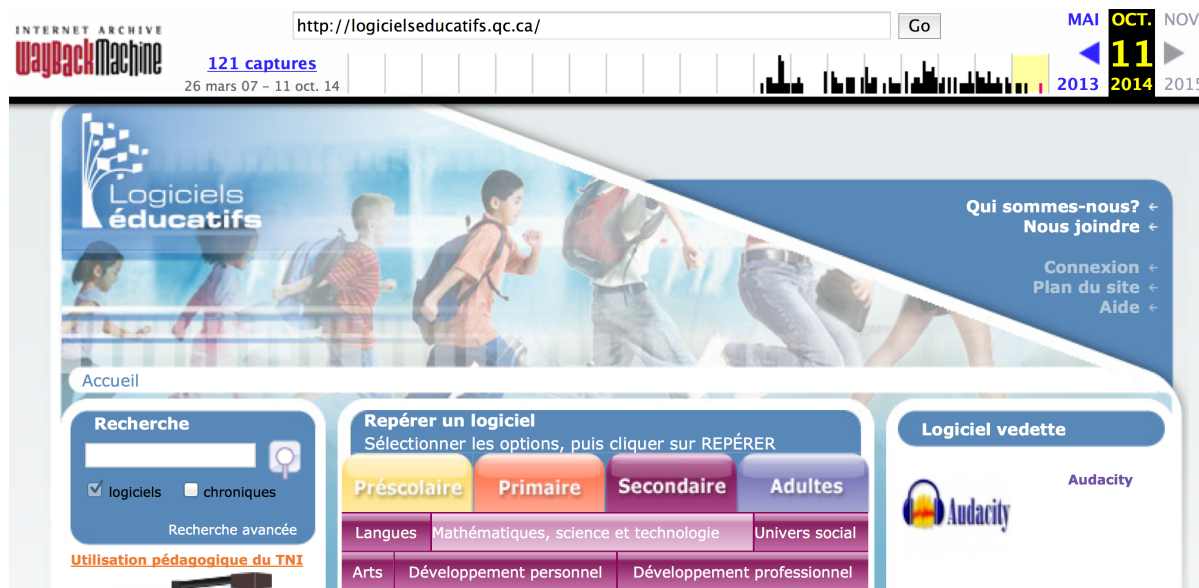 INTERNET ARCHIVE
WayBackMachine
http://logicielseducatifs.qc.ca/
Go
121 captures
26 mars 07 - 11 oct. 14
MAI OCT. NOV
11
2013 2014 2015
Logiciels
éducatifs
Qui sommes-nous?
Nous joindre
Connexion
Plan du site
Aide
Accueil
Recherche
logiciels chroniques
Recherche avancée
Utilisation pédagogique du TNI
Repérer un logiciel
Sélectionner les options, puis cliquer sur REPÉRER
Préscolaire Primaire Secondaire Adultes
Langues Mathématiques, science et technologie Univers social
Arts Développement personnel Développement professionnel
Logiciel vedette
Audacity
Audacity